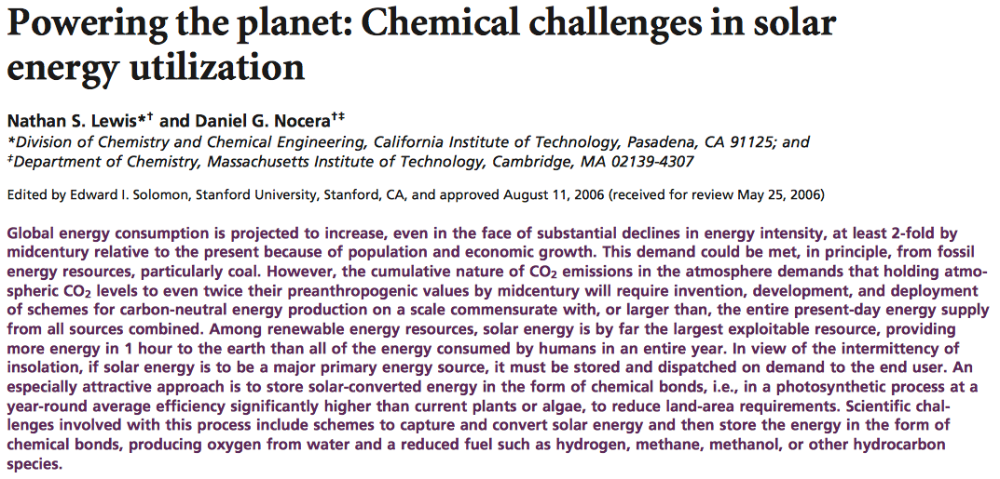 Powering the planet: Chemical challenges in solar
energy utilization
Nathan S. Lewis*† and Daniel G. Nocera†‡
*Division of Chemistry and Chemical Engineering, California Institute of Technology, Pasadena, CA 91125; and
‡Department of Chemistry, Massachusetts Institute of Technology, Cambridge, MA 02139-4307
Edited by Edward I. Solomon, Stanford University, Stanford, CA, and approved August 11, 2006 (received for review May 25, 2006)
Global energy consumption is projected to increase, even in the face of substantial declines in energy intensity, at least 2-fold by
midcentury relative to the present because of population and economic growth. This demand could be met, in principle, from fossil
energy resources, particularly coal. However, the cumulative nature of CO₂ emissions in the atmosphere demands that holding atmo-
spheric CO₂ levels to even twice their preanthropogenic values by midcentury will require invention, development, and deployment
of schemes for carbon-neutral energy production on a scale commensurate with, or larger than, the entire present-day energy supply
from all sources combined. Among renewable energy resources, solar energy is by far the largest exploitable resource, providing
more energy in 1 hour to the earth than all of the energy consumed by humans in an entire year. In view of the intermittency of
insolation, if solar energy is to be a major primary energy source, it must be stored and dispatched on demand to the end user. An
especially attractive approach is to store solar-converted energy in the form of chemical bonds, i.e., in a photosynthetic process at a
year-round average efficiency significantly higher than current plants or algae, to reduce land-area requirements. Scientific chal-
lenges involved with this process include schemes to capture and convert solar energy and then store the energy in the form of
chemical bonds, producing oxygen from water and a reduced fuel such as hydrogen, methane, methanol, or other hydrocarbon
species.